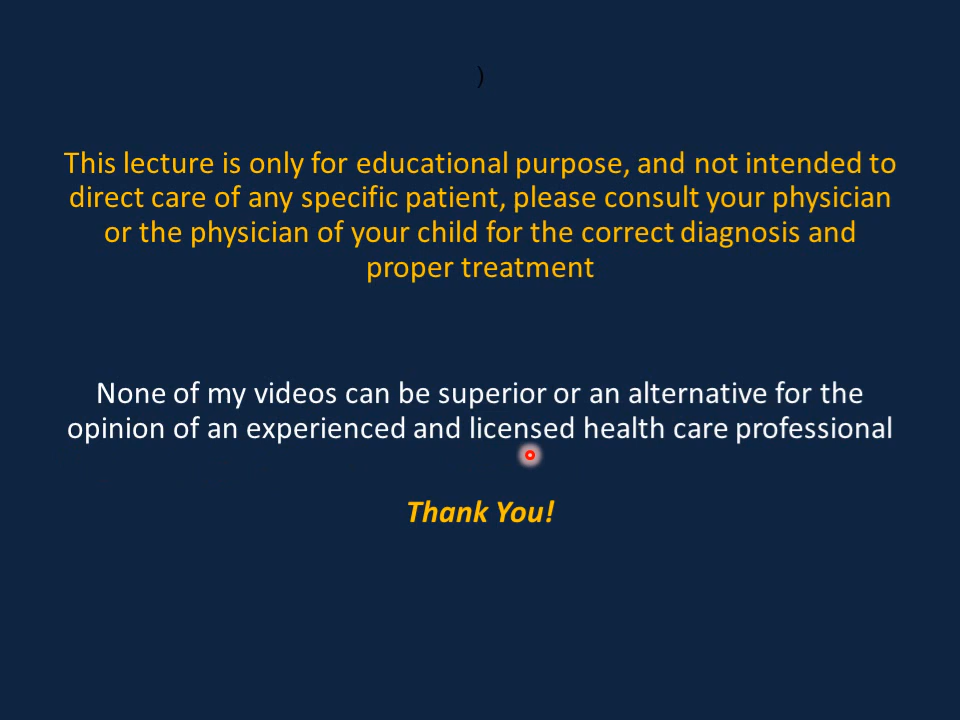 )
This lecture is only for educational purpose, and not intended to
direct care of any specific patient, please consult your physician
or the physician of your child for the correct diagnosis and
proper treatment
None of my videos can be superior or an alternative for the
opinion of an experienced and licensed health care professional
Thank You!